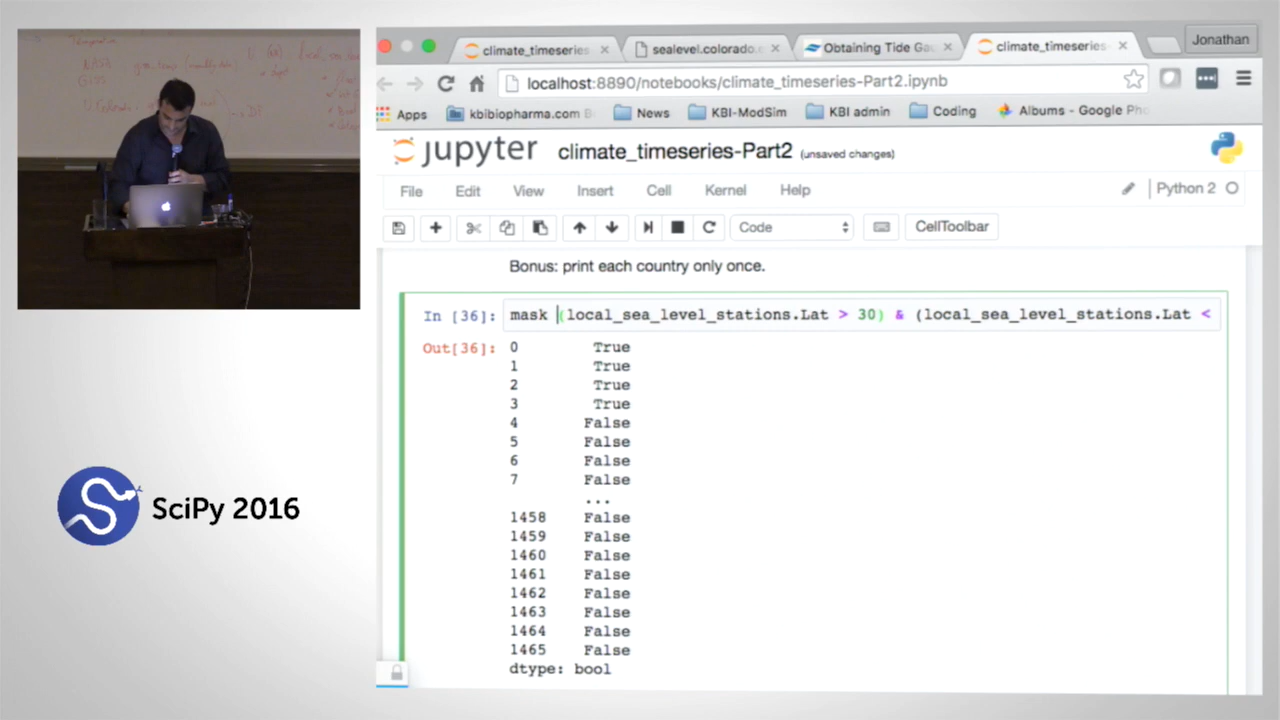 climate_timeseries
sealevel.colorado.e
Obtaining Tide Gau
climate_timeseries-
Jonathan
localhost:8890/notebooks/climate_timeseries-Part2.ipynb
Apps
kbibiopharma.com
News
KBI-ModSim
KBI admin
Coding
Albums - Google Pho
jupyter
climate_timeseries-Part2 (unsaved changes)
File Edit View Insert Cell Kernel Help
Python 2
Code
CellToolbar
Bonus: print each country only once.
In [36]: mask (local_sea_level_stations.Lat > 30) & (local_sea_level_stations.Lat <
Out[36]: 0 True
1 True
2 True
3 True
4 False
5 False
6 False
7 False
...
1458 False
1459 False
1460 False
1461 False
1462 False
1463 False
1464 False
1465 False
dtype: bool
SciPy 2016